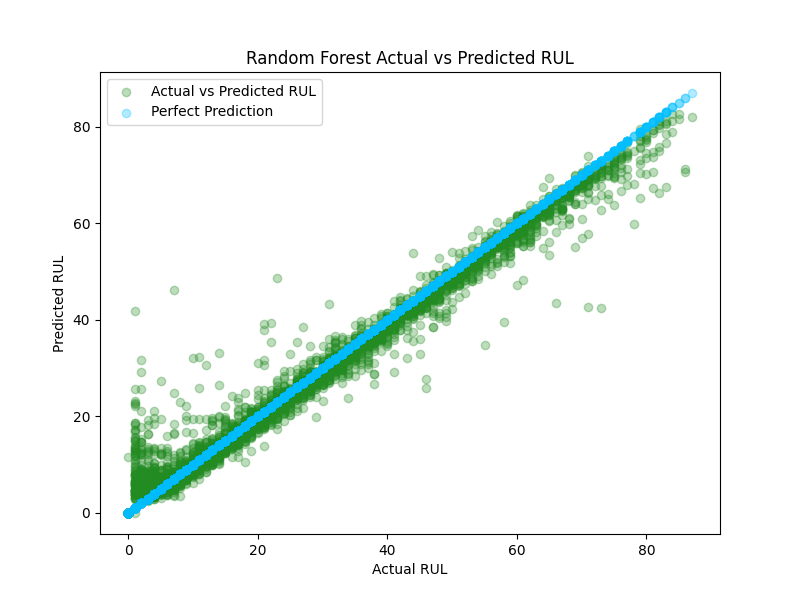 Random Forest Actual vs Predicted RUL
Actual vs Predicted RUL
Perfect Prediction
Predicted RUL
80
60
40
20
0
0 20 40 60 80
Actual RUL